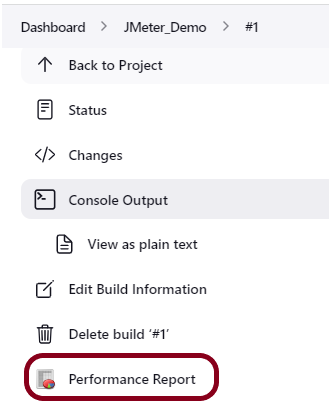 Dashboard > JMeter_Demo > #1
Back to Project
Status
Changes
Console Output
View as plain text
Edit Build Information
Delete build ‘#1’
Performance Report